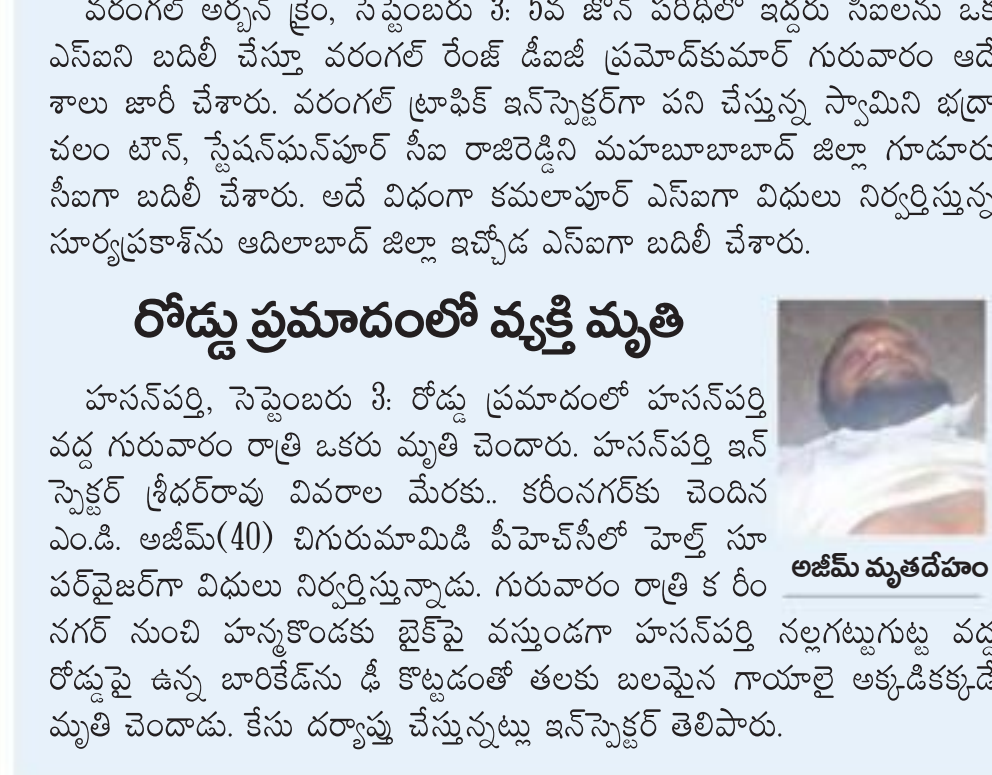 వరంగల్ అర్బన్ క్రైం, సెప్టెంబరు 3: 5వ జోన్ పరిధిలో ఇద్దరు సీఐలను ఒక
ఎస్ఐని బదిలీ చేస్తూ వరంగల్ రేంజ్ డీఐజీ ప్రమోద్‌కుమార్ గురువారం ఆదే
శాలు జారీ చేశారు. వరంగల్ ట్రాఫిక్ ఇన్‌స్పెక్టర్‌గా పని చేస్తున్న స్వామిని భద్రా
చలం టౌన్, స్టేషన్‌ఘన్‌పూర్ సీఐ రాజిరెడ్డిని మహబూబాబాద్ జిల్లా గూడూరు
సీఐగా బదిలీ చేశారు. అదే విధంగా కమలాపూర్ ఎస్ఐగా విధులు నిర్వర్తిస్తున్న
సూర్యప్రకాశ్‌ను ఆదిలాబాద్ జిల్లా ఇచ్చోడ ఎస్ఐగా బదిలీ చేశారు.
రోడ్డు ప్రమాదంలో వ్యక్తి మృతి
హసన్‌పర్తి, సెప్టెంబరు 3: రోడ్డు ప్రమాదంలో హసన్‌పర్తి
వద్ద గురువారం రాత్రి ఒకరు మృతి చెందారు. హసన్‌పర్తి ఇన్
స్పెక్టర్ శ్రీధర్‌రావు వివరాల మేరకు.. కరీంనగర్‌కు చెందిన
ఎం.డి. అజీమ్(40) చిగురుమామిడి పీహెచ్‌సీలో హెల్త్ సూ
పర్‌వైజర్‌గా విధులు నిర్వర్తిస్తున్నాడు. గురువారం రాత్రి క రీం
నగర్ నుంచి హన్మకొండకు బైక్‌పై వస్తుండగా హసన్‌పర్తి నల్లగట్టుగుట్ట వద్ద
రోడ్డుపై ఉన్న బారికేడ్‌ను ఢీ కొట్టడంతో తలకు బలమైన గాయాలై అక్కడికక్కడే
మృతి చెందాడు. కేసు దర్యాప్తు చేస్తున్నట్లు ఇన్‌స్పెక్టర్ తెలిపారు.
అజీమ్ మృతదేహం